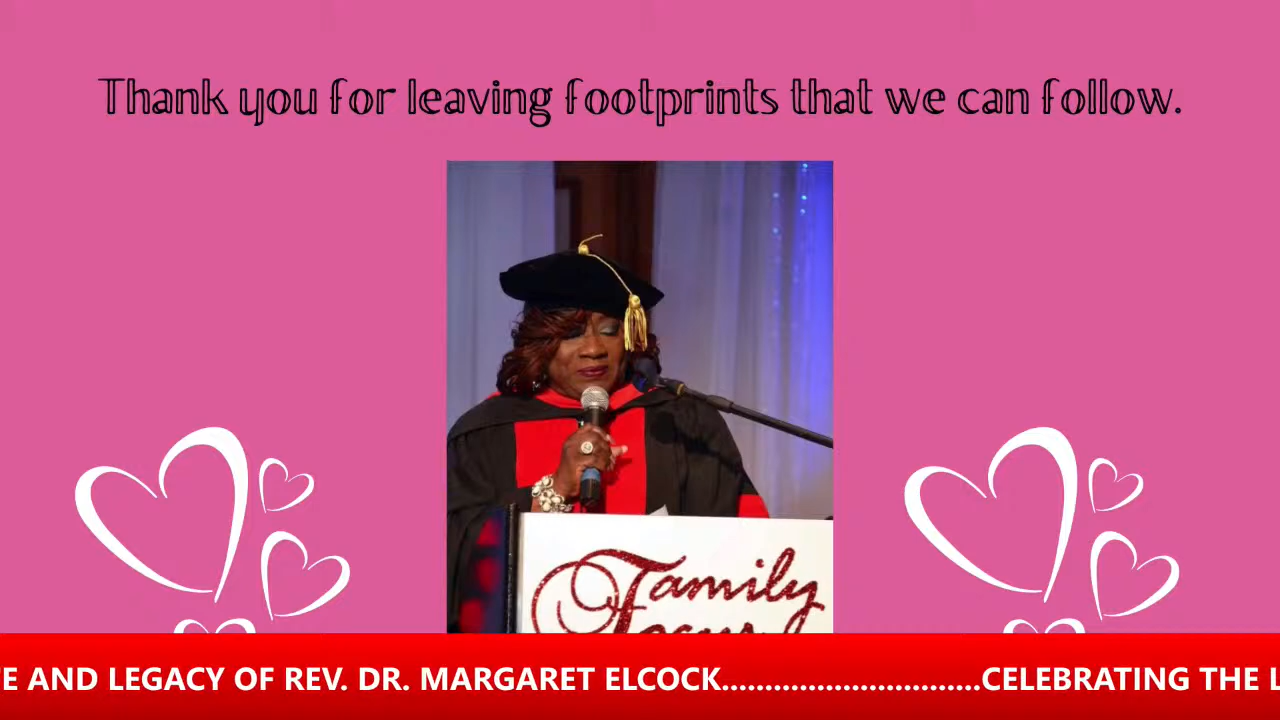 Thank you for leaving footprints that we can follow.
Family
Focus
E AND LEGACY OF REV. DR. MARGARET ELCOCK..............................CELEBRATING THE L